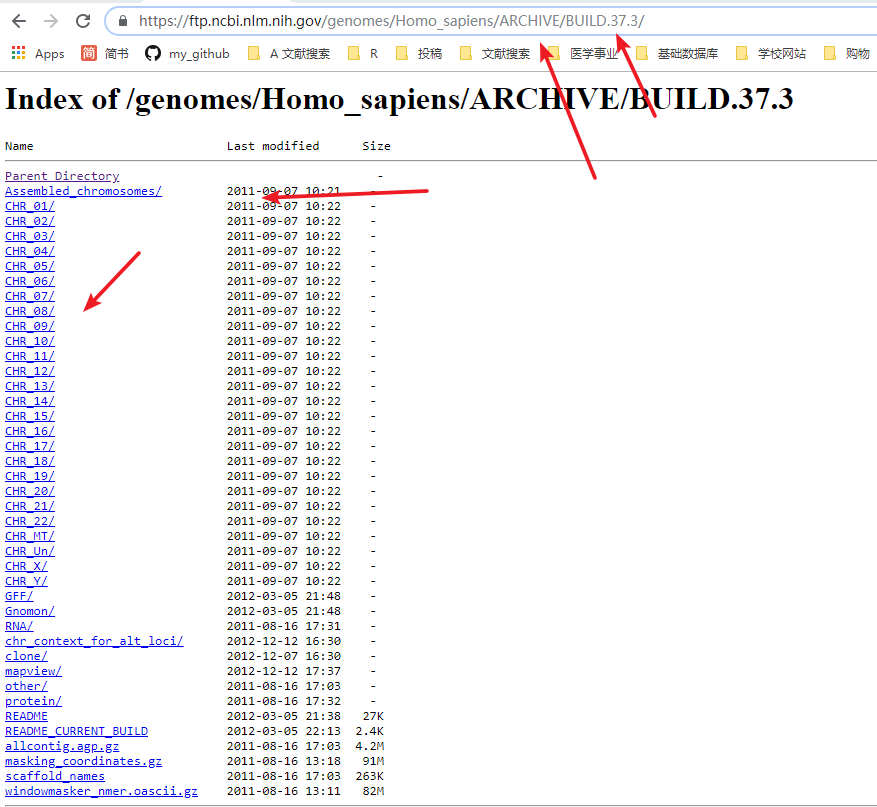 https://ftp.ncbi.nlm.nih.gov/genomes/Homo_sapiens/ARCHIVE/BUILD.37.3/
Apps 简 简书 my_github A 文献搜索 R 投稿 文献搜索 医学事业 基础数据库 学校网站 购物
Index of /genomes/Homo_sapiens/ARCHIVE/BUILD.37.3
Name Last modified Size
Parent Directory -
Assembled_chromosomes/ 2011-09-07 10:21 -
CHR_01/ 2011-09-07 10:22 -
CHR_02/ 2011-09-07 10:22 -
CHR_03/ 2011-09-07 10:22 -
CHR_04/ 2011-09-07 10:22 -
CHR_05/ 2011-09-07 10:22 -
CHR_06/ 2011-09-07 10:22 -
CHR_07/ 2011-09-07 10:22 -
CHR_08/ 2011-09-07 10:22 -
CHR_09/ 2011-09-07 10:22 -
CHR_10/ 2011-09-07 10:22 -
CHR_11/ 2011-09-07 10:22 -
CHR_12/ 2011-09-07 10:22 -
CHR_13/ 2011-09-07 10:22 -
CHR_14/ 2011-09-07 10:22 -
CHR_15/ 2011-09-07 10:22 -
CHR_16/ 2011-09-07 10:22 -
CHR_17/ 2011-09-07 10:22 -
CHR_18/ 2011-09-07 10:22 -
CHR_19/ 2011-09-07 10:22 -
CHR_20/ 2011-09-07 10:22 -
CHR_21/ 2011-09-07 10:22 -
CHR_22/ 2011-09-07 10:22 -
CHR_MT/ 2011-09-07 10:22 -
CHR_Un/ 2011-09-07 10:22 -
CHR_X/ 2011-09-07 10:22 -
CHR_Y/ 2011-09-07 10:22 -
GFF/ 2012-03-05 21:48 -
Gnomon/ 2012-03-05 21:48 -
RNA/ 2011-08-16 17:31 -
chr_context_for_alt_loci/ 2012-12-12 16:30 -
clone/ 2012-12-07 16:30 -
mapview/ 2012-12-12 17:37 -
other/ 2011-08-16 17:03 -
protein/ 2011-08-16 17:32 -
README 2012-03-05 21:38 27K
README_CURRENT_BUILD 2012-03-05 22:13 2.4K
allcontig.agp.gz 2011-08-16 17:03 4.2M
masking_coordinates.gz 2011-08-16 13:18 91M
scaffold_names 2011-08-16 17:03 263K
windowmasker_nmer.oascii.gz 2011-08-16 13:11 82M